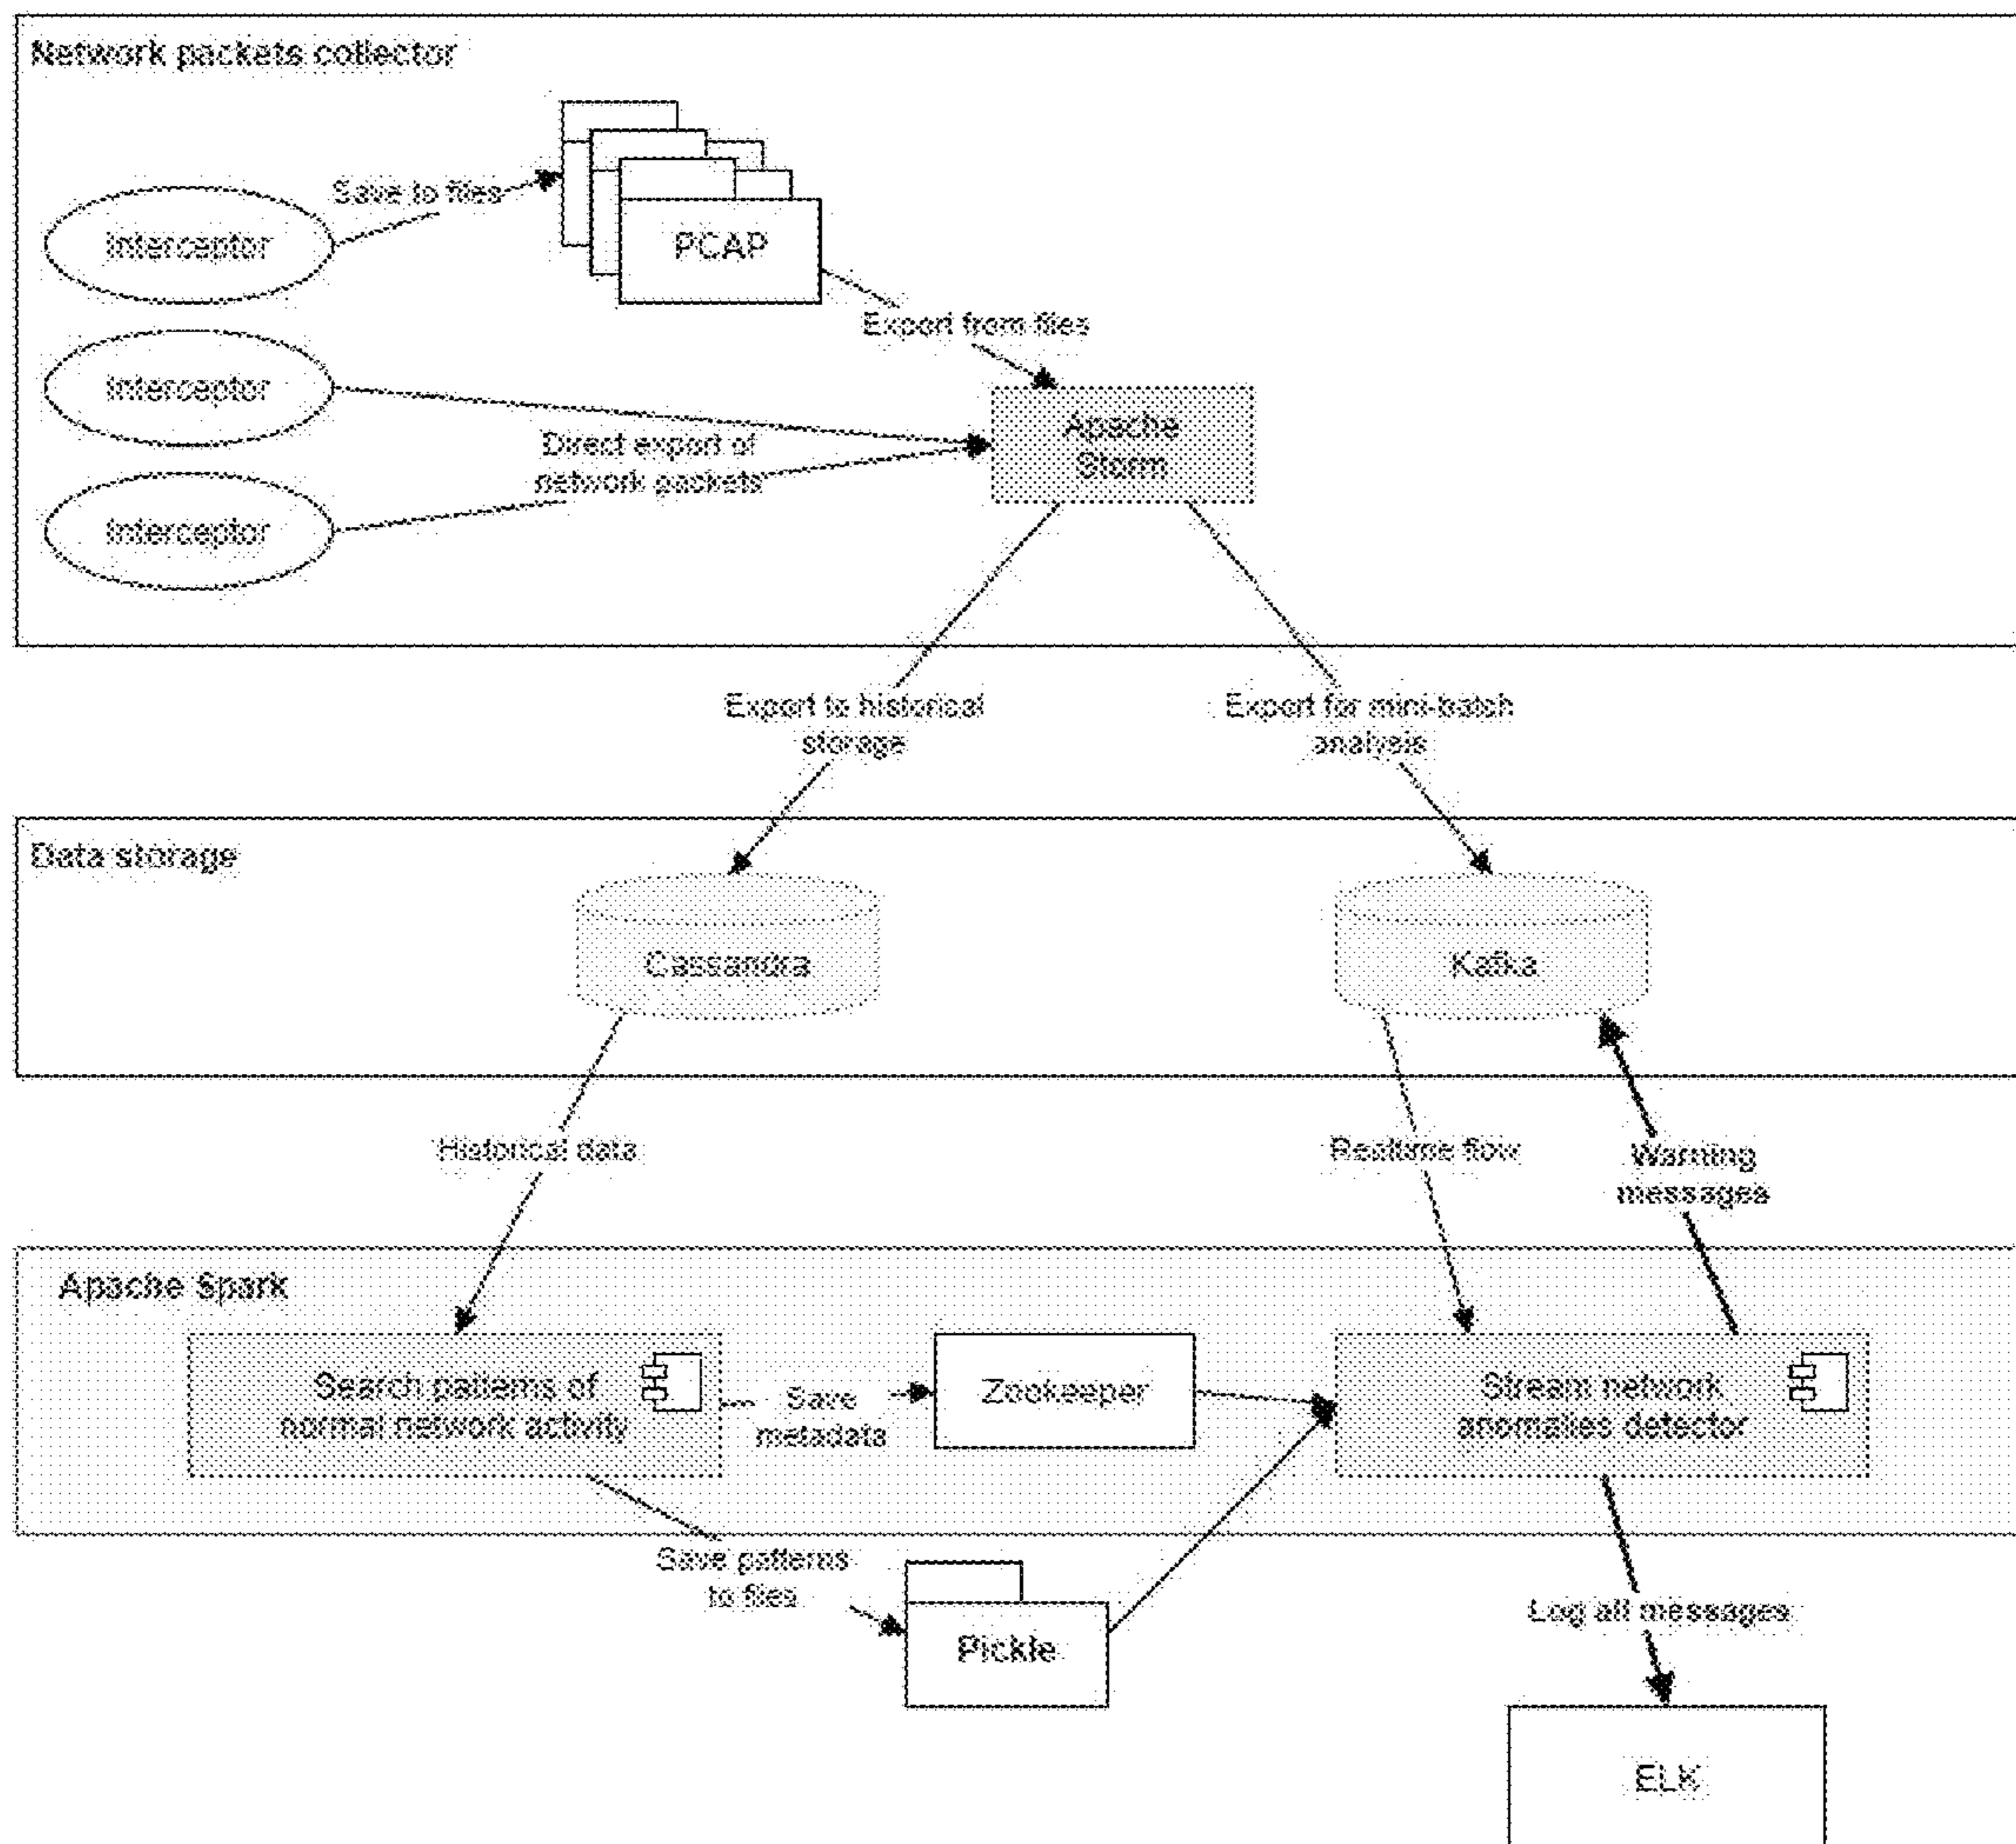 Network packets collector
Save to files
Interceptor
PCAP
Export from files
Interceptor
Apache
Storm
Direct export of
network packets
Interceptor
Export to historical
storage
Export for mini-batch
analysis
Data storage
Cassandra
Kafka
Historical data
Realtime flow
Warning
messages
Apache Spark
Search patterns of
normal network activity
Save
metadata
Zookeeper
Stream network
anomalies detector
Save patterns
to files
Pickle
Log all messages
ELK